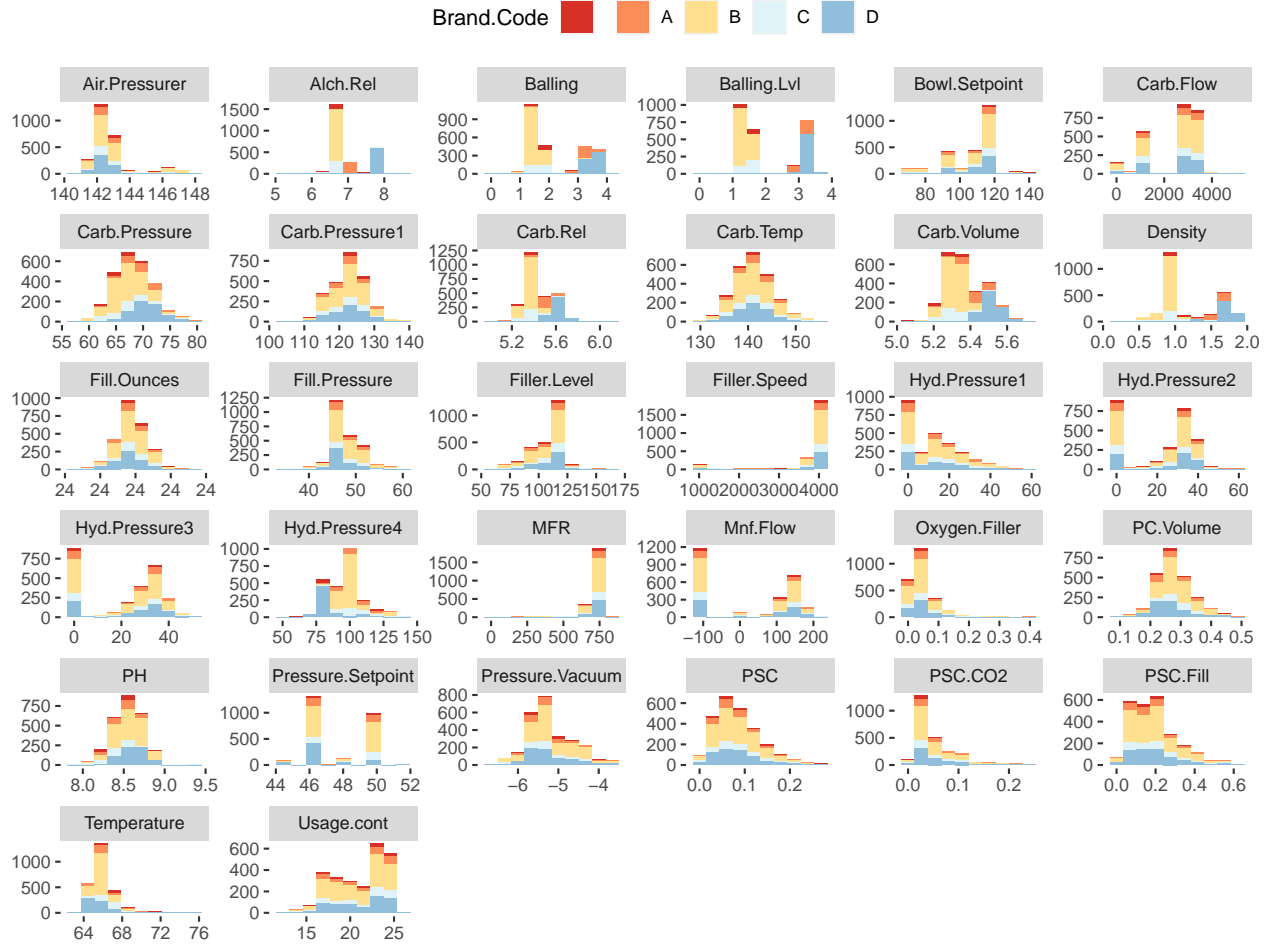 Brand.Code A B C D
Air.Pressurer Alch.Rel Balling Balling.Lvl Bowl.Setpoint Carb.Flow
1000 500 0
1500 1000 500 0
900 600 300 0
1000 750 500 250 0
1000 500 0
750 500 250 0
140 142 144 146 148 5 6 7 8 0 1 2 3 4 0 1 2 3 4 80 100 120 140 0 2000 4000
Carb.Pressure Carb.Pressure1 Carb.Rel Carb.Temp Carb.Volume Density
600 400 200 0
750 500 250 0
1250 1000 750 500 250 0
600 400 200 0
600 400 200 0
1000 500 0
55 60 65 70 75 80 100 110 120 130 140 5.2 5.6 6.0 130 140 150 5.0 5.2 5.4 5.6 0.0 0.5 1.0 1.5 2.0
Fill.Ounces Fill.Pressure Filler.Level Filler.Speed Hyd.Pressure1 Hyd.Pressure2
1000 750 500 250 0
1250 1000 750 500 250 0
1000 500 0
1500 1000 500 0
1000 750 500 250 0
750 500 250 0
24 24 24 24 24 40 50 60 50 75 100 125 150 175 1000 2000 3000 4000 0 20 40 60 0 20 40 60
Hyd.Pressure3 Hyd.Pressure4 MFR Mnf.Flow Oxygen.Filler PC.Volume
750 500 250 0
1000 750 500 250 0
1500 1000 500 0
1200 900 600 300 0
1000 500 0
750 500 250 0
0 20 40 50 75 100 125 150 0 250 500 750 −100 0 100 200 0.0 0.1 0.2 0.3 0.4 0.1 0.2 0.3 0.4 0.5
PH Pressure.Setpoint Pressure.Vacuum PSC PSC.CO2 PSC.Fill
750 500 250 0
1000 500 0
800 600 400 200 0
600 400 200 0
1000 500 0
600 400 200 0
8.0 8.5 9.0 9.5 44 46 48 50 52 −6 −5 −4 0.0 0.1 0.2 0.0 0.1 0.2 0.0 0.2 0.4 0.6
Temperature Usage.cont
1000 500 0
600 400 200 0
64 68 72 76 15 20 25